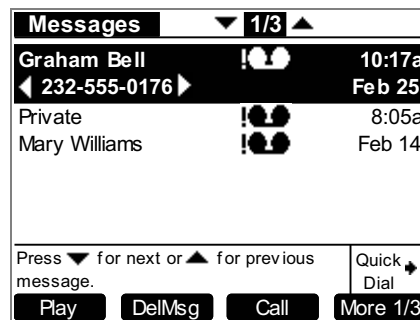 Messages 1/3
Graham Bell 10:17a
232-555-0176 Feb 25
Private 8:05a
Mary Williams Feb 14
Press ▼ for next or ▲ for previous
message.
Quick
Dial
Play DelMsg Call More 1/3